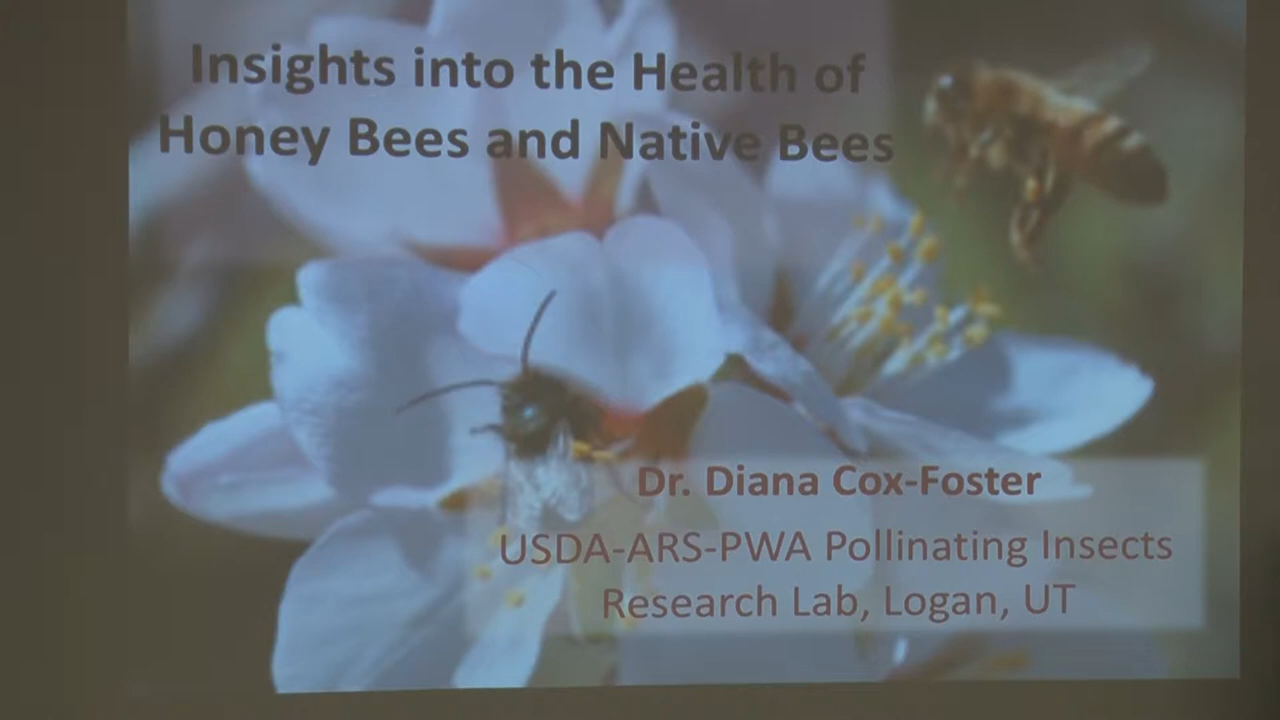 Insights into the Health of
Honey Bees and Native Bees
Dr. Diana Cox-Foster
USDA-ARS-PWA Pollinating Insects
Research Lab, Logan, UT